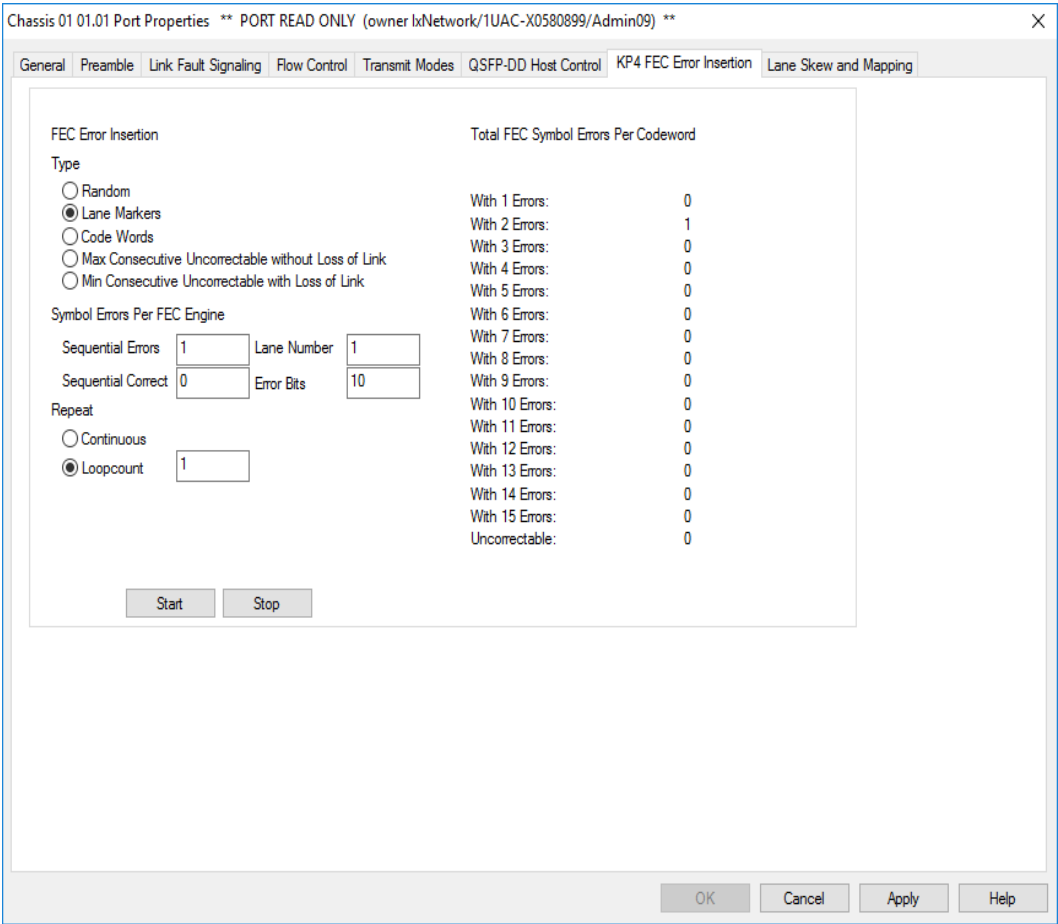 Chassis 01 01.01 Port Properties  ** PORT READ ONLY  (owner IxNetwork/1UAC-X0580899/Admin09)  **
General Preamble Link Fault Signaling Flow Control Transmit Modes QSFP-DD Host Control KP4 FEC Error Insertion Lane Skew and Mapping
FEC Error Insertion
Type
Random
Lane Markers
Code Words
Max Consecutive Uncorrectable without Loss of Link
Min Consecutive Uncorrectable with Loss of Link
Symbol Errors Per FEC Engine
Sequential Errors 1 Lane Number 1
Sequential Correct 0 Error Bits 10
Repeat
Continuous
Loopcount 1
Start Stop
Total FEC Symbol Errors Per Codeword
With 1 Errors: 0
With 2 Errors: 1
With 3 Errors: 0
With 4 Errors: 0
With 5 Errors: 0
With 6 Errors: 0
With 7 Errors: 0
With 8 Errors: 0
With 9 Errors: 0
With 10 Errors: 0
With 11 Errors: 0
With 12 Errors: 0
With 13 Errors: 0
With 14 Errors: 0
With 15 Errors: 0
Uncorrectable: 0
OK Cancel Apply Help